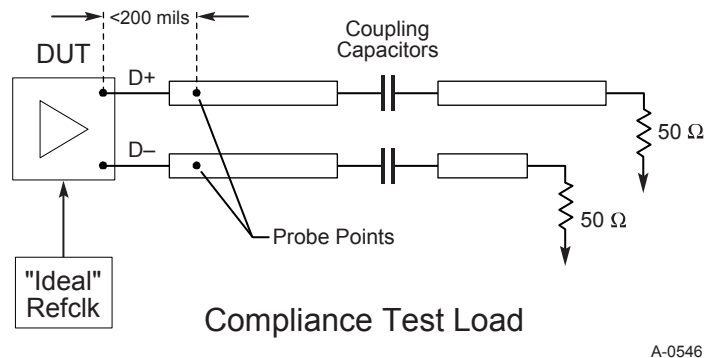 <200 mils
Coupling
Capacitors
DUT
D+
50 Ω
D–
50 Ω
Probe Points
"Ideal"
Refclk
Compliance Test Load
A-0546